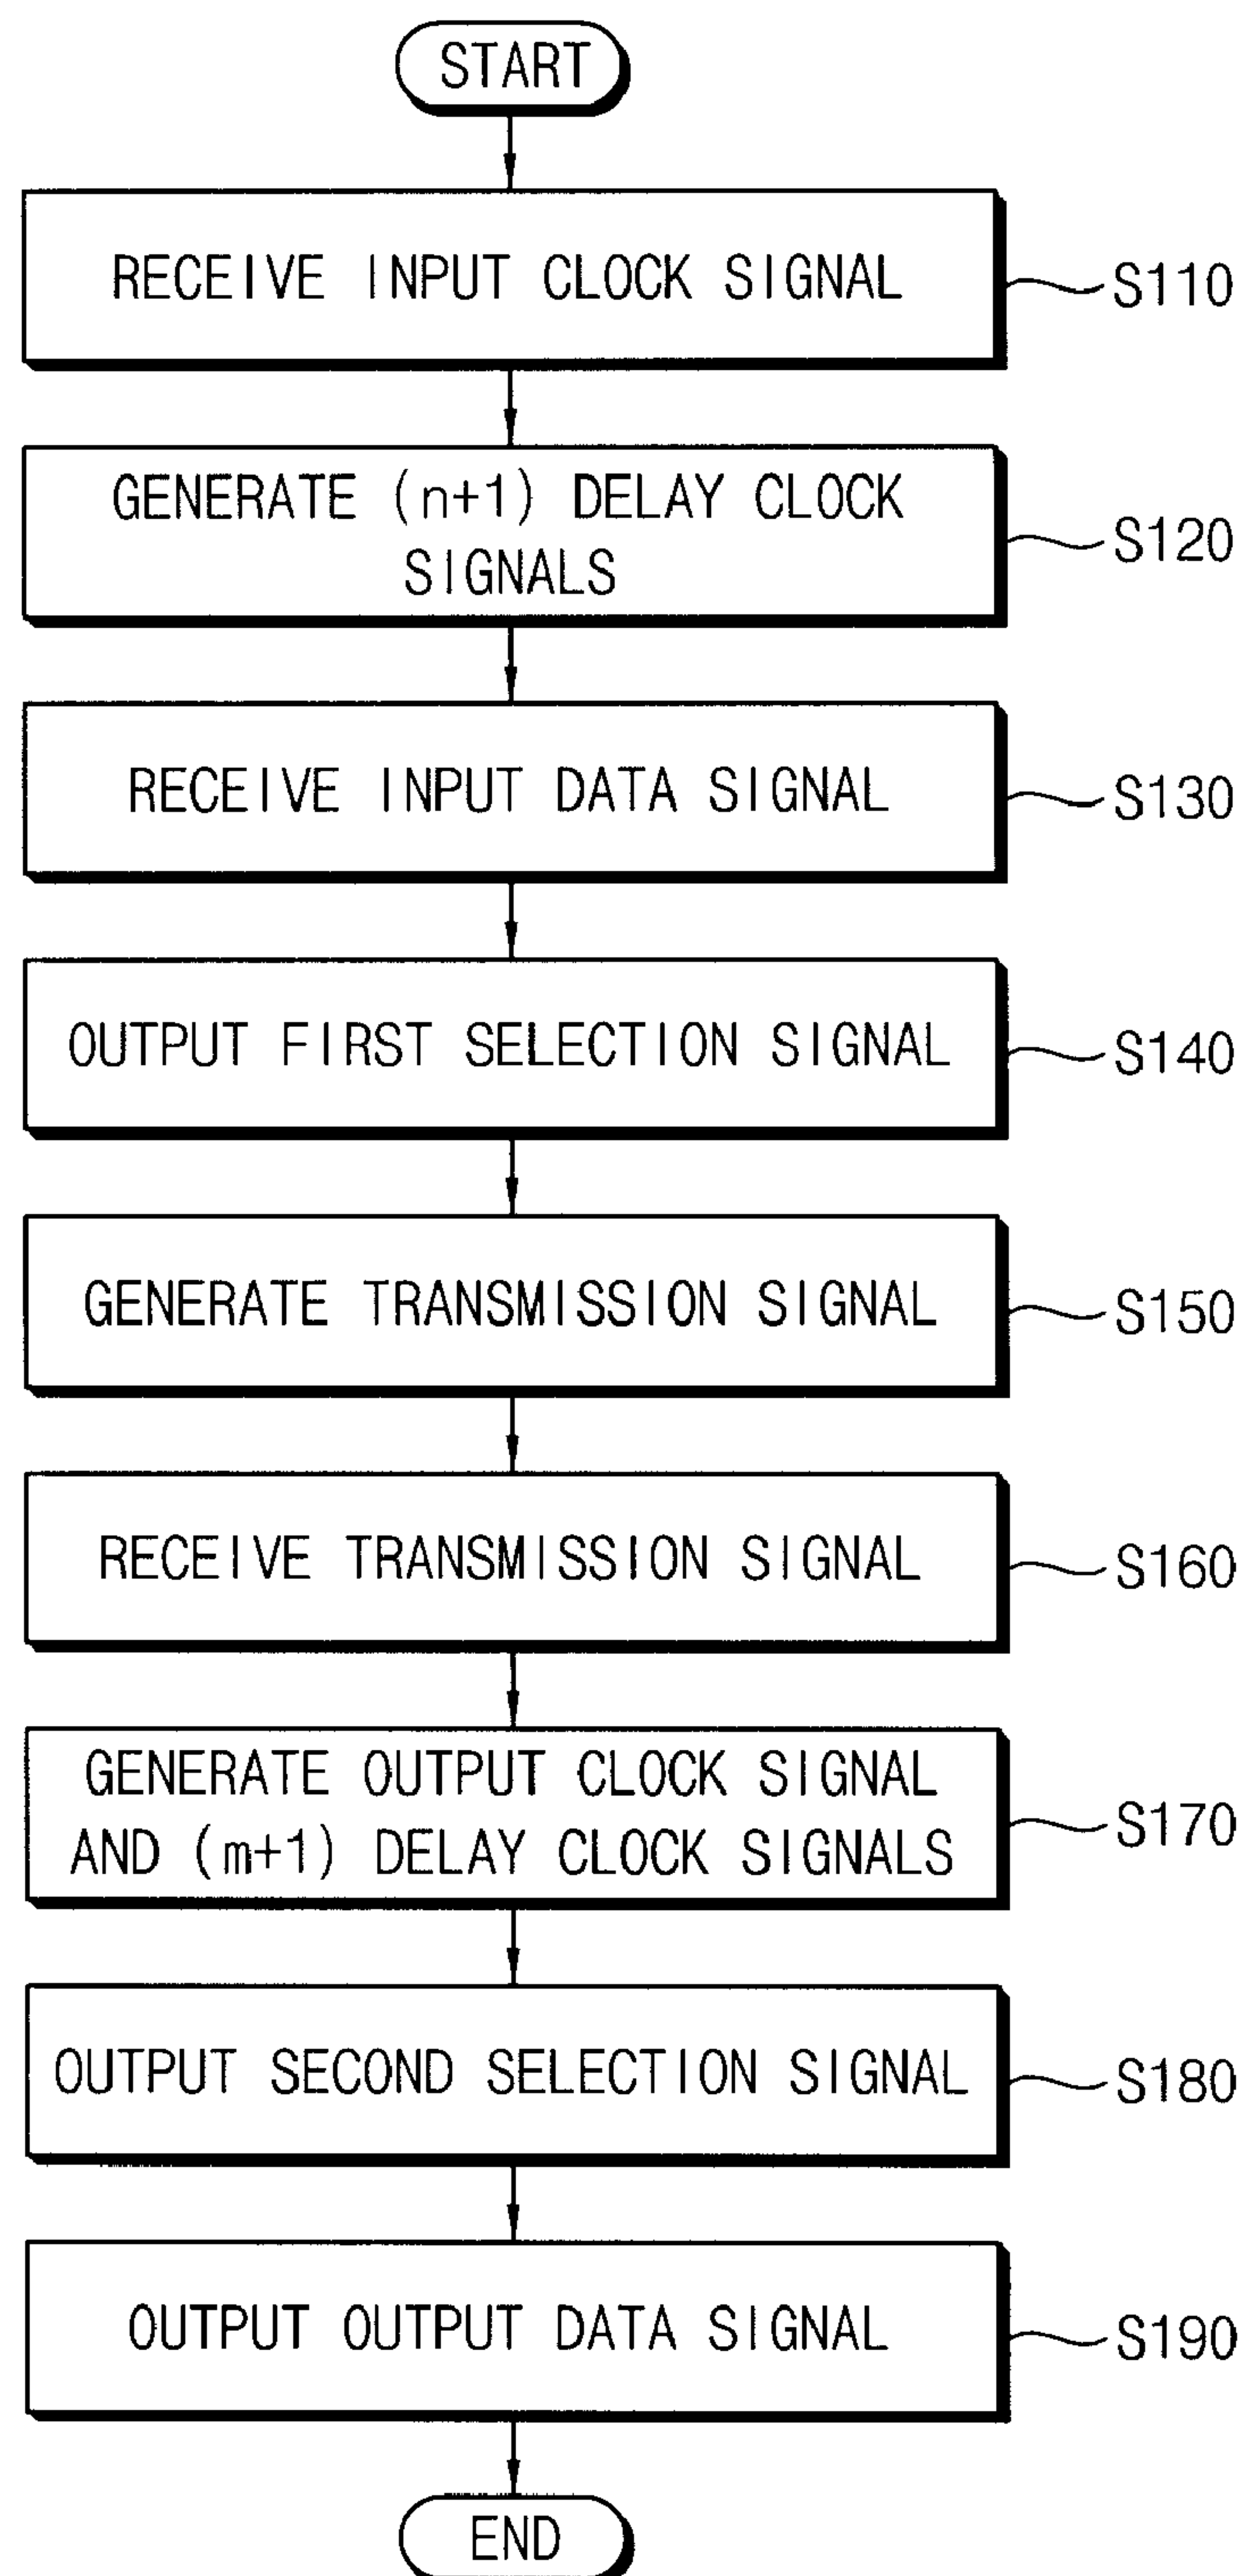 START
RECEIVE INPUT CLOCK SIGNAL
S110
GENERATE (n+1) DELAY CLOCK
SIGNALS
S120
RECEIVE INPUT DATA SIGNAL
S130
OUTPUT FIRST SELECTION SIGNAL
S140
GENERATE TRANSMISSION SIGNAL
S150
RECEIVE TRANSMISSION SIGNAL
S160
GENERATE OUTPUT CLOCK SIGNAL
AND (m+1) DELAY CLOCK SIGNALS
S170
OUTPUT SECOND SELECTION SIGNAL
S180
OUTPUT OUTPUT DATA SIGNAL
S190
END